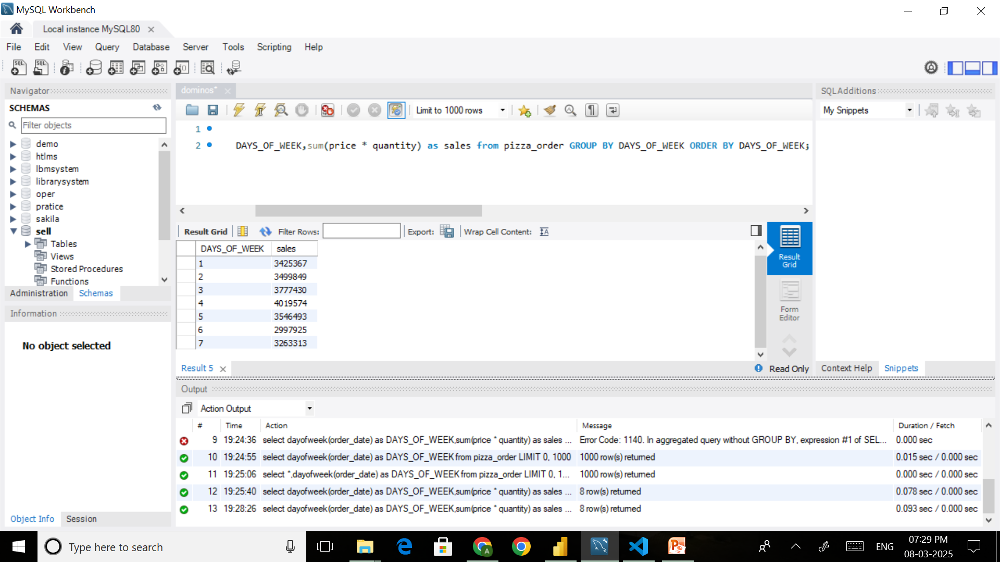 MySQL Workbench
Local instance MySQL80
File Edit View Query Database Server Tools Scripting Help
Navigator
SCHEMAS
Filter objects
demo
htlms
lbmsystem
librarysystem
oper
pratice
sakila
sell
Tables
Views
Stored Procedures
Functions
Administration Schemas
Information
No object selected
Object Info Session
dominos*
Limit to 1000 rows
1
2 DAYS_OF_WEEK,sum(price * quantity) as sales from pizza_order GROUP BY DAYS_OF_WEEK ORDER BY DAYS_OF_WEEK;
Result Grid Filter Rows: Export: Wrap Cell Content:
DAYS_OF_WEEK sales
1 3425367
2 3499849
3 3777430
4 4019574
5 3546493
6 2997925
7 3263313
Result Grid
Form Editor
Result 5
Read Only
SQLAdditions
My Snippets
Context Help Snippets
Output
Action Output
# Time Action Message Duration / Fetch
9 19:24:36 select dayofweek(order_date) as DAYS_OF_WEEK,sum(price * quantity) as sales ... Error Code: 1140. In aggregated query without GROUP BY, expression #1 of SEL... 0.000 sec
10 19:24:55 select dayofweek(order_date) as DAYS_OF_WEEK from pizza_order LIMIT 0, 1000 1000 row(s) returned 0.015 sec / 0.000 sec
11 19:25:06 select *,dayofweek(order_date) as DAYS_OF_WEEK from pizza_order LIMIT 0, 1... 1000 row(s) returned 0.000 sec / 0.000 sec
12 19:25:40 select dayofweek(order_date) as DAYS_OF_WEEK,sum(price * quantity) as sales ... 8 row(s) returned 0.078 sec / 0.000 sec
13 19:28:26 select dayofweek(order_date) as DAYS_OF_WEEK,sum(price * quantity) as sales ... 8 row(s) returned 0.093 sec / 0.000 sec
Type here to search
ENG
07:29 PM
08-03-2025